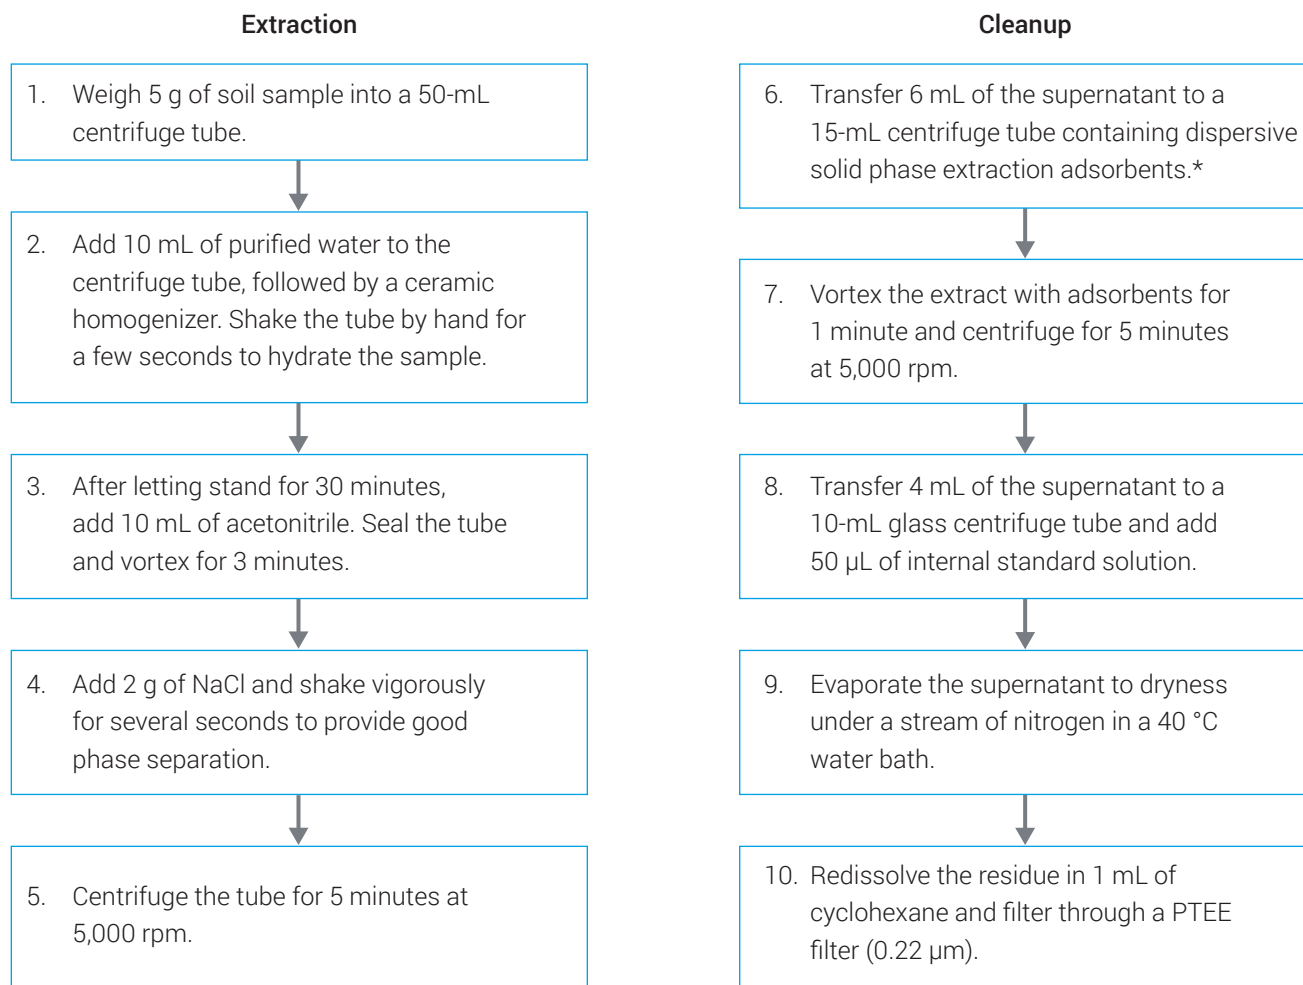 Extraction
1. Weigh 5 g of soil sample into a 50-mL
centrifuge tube.
2. Add 10 mL of purified water to the
centrifuge tube, followed by a ceramic
homogenizer. Shake the tube by hand for
a few seconds to hydrate the sample.
3. After letting stand for 30 minutes,
add 10 mL of acetonitrile. Seal the tube
and vortex for 3 minutes.
4. Add 2 g of NaCl and shake vigorously
for several seconds to provide good
phase separation.
5. Centrifuge the tube for 5 minutes at
5,000 rpm.
Cleanup
6. Transfer 6 mL of the supernatant to a
15-mL centrifuge tube containing dispersive
solid phase extraction adsorbents.*
7. Vortex the extract with adsorbents for
1 minute and centrifuge for 5 minutes
at 5,000 rpm.
8. Transfer 4 mL of the supernatant to a
10-mL glass centrifuge tube and add
50 µL of internal standard solution.
9. Evaporate the supernatant to dryness
under a stream of nitrogen in a 40 °C
water bath.
10. Redissolve the residue in 1 mL of
cyclohexane and filter through a PTEE
filter (0.22 µm).